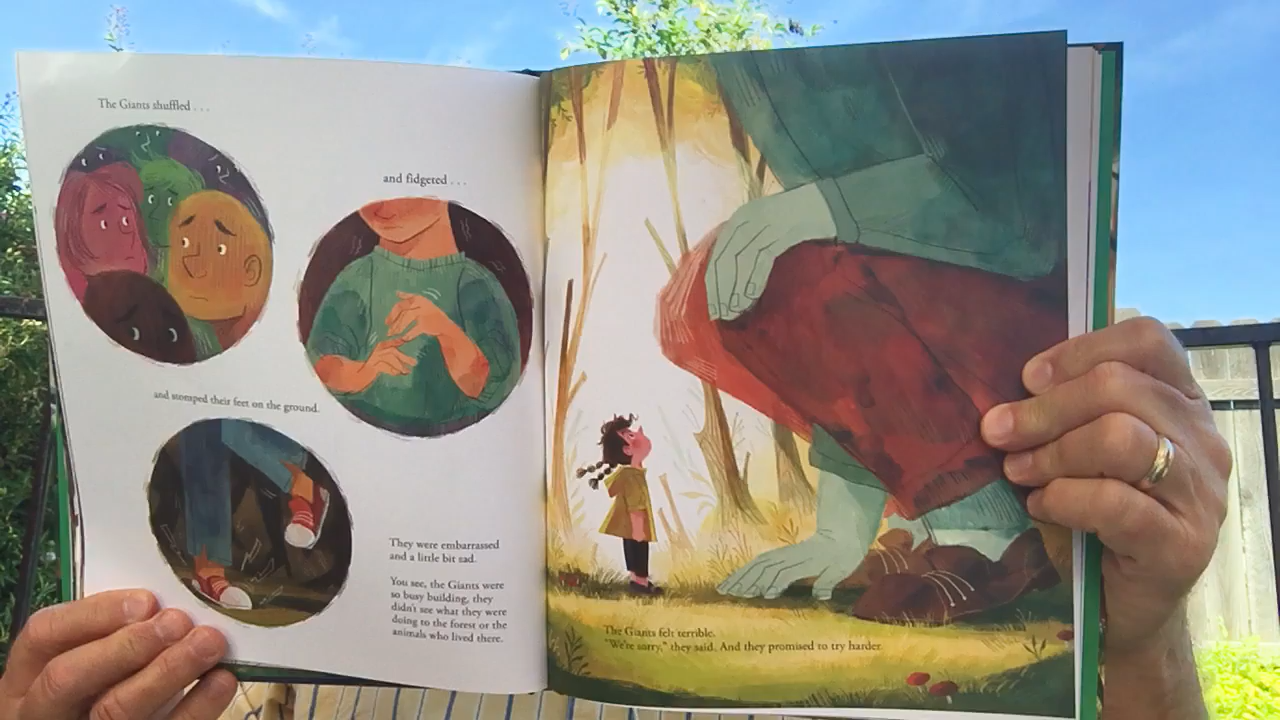 The Giants shuffled . . .
and fidgeted . . .
and stomped their feet on the ground.
They were embarrassed
and a little bit sad.
You see, the Giants were
so busy building, they
didn't see what they were
doing to the forest or the
animals who lived there.
The Giants felt terrible.
"We're sorry," they said. And they promised to try harder.